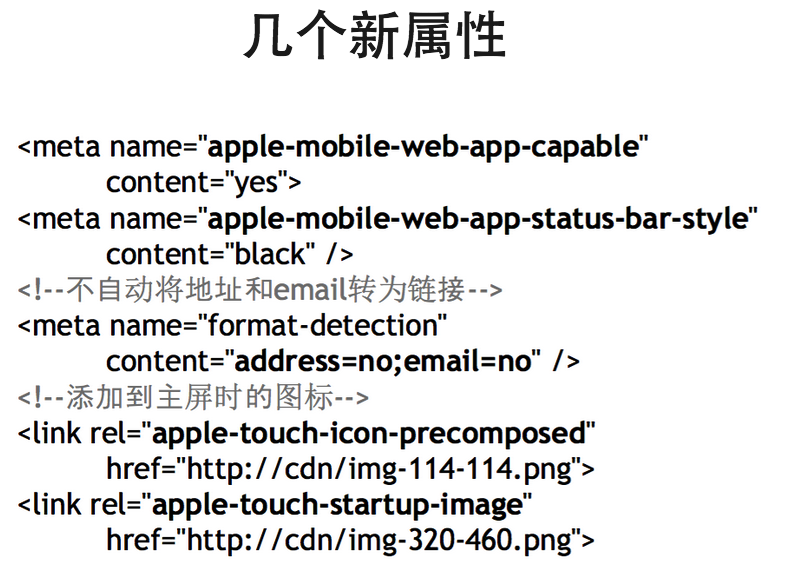 几个新属性
<meta name="apple-mobile-web-app-capable"
content="yes">
<meta name="apple-mobile-web-app-status-bar-style"
content="black" />
<!--不自动将地址和email转为链接-->
<meta name="format-detection"
content="address=no;email=no" />
<!--添加到主屏时的图标-->
<link rel="apple-touch-icon-precomposed"
href="http://cdn/img-114-114.png">
<link rel="apple-touch-startup-image"
href="http://cdn/img-320-460.png">